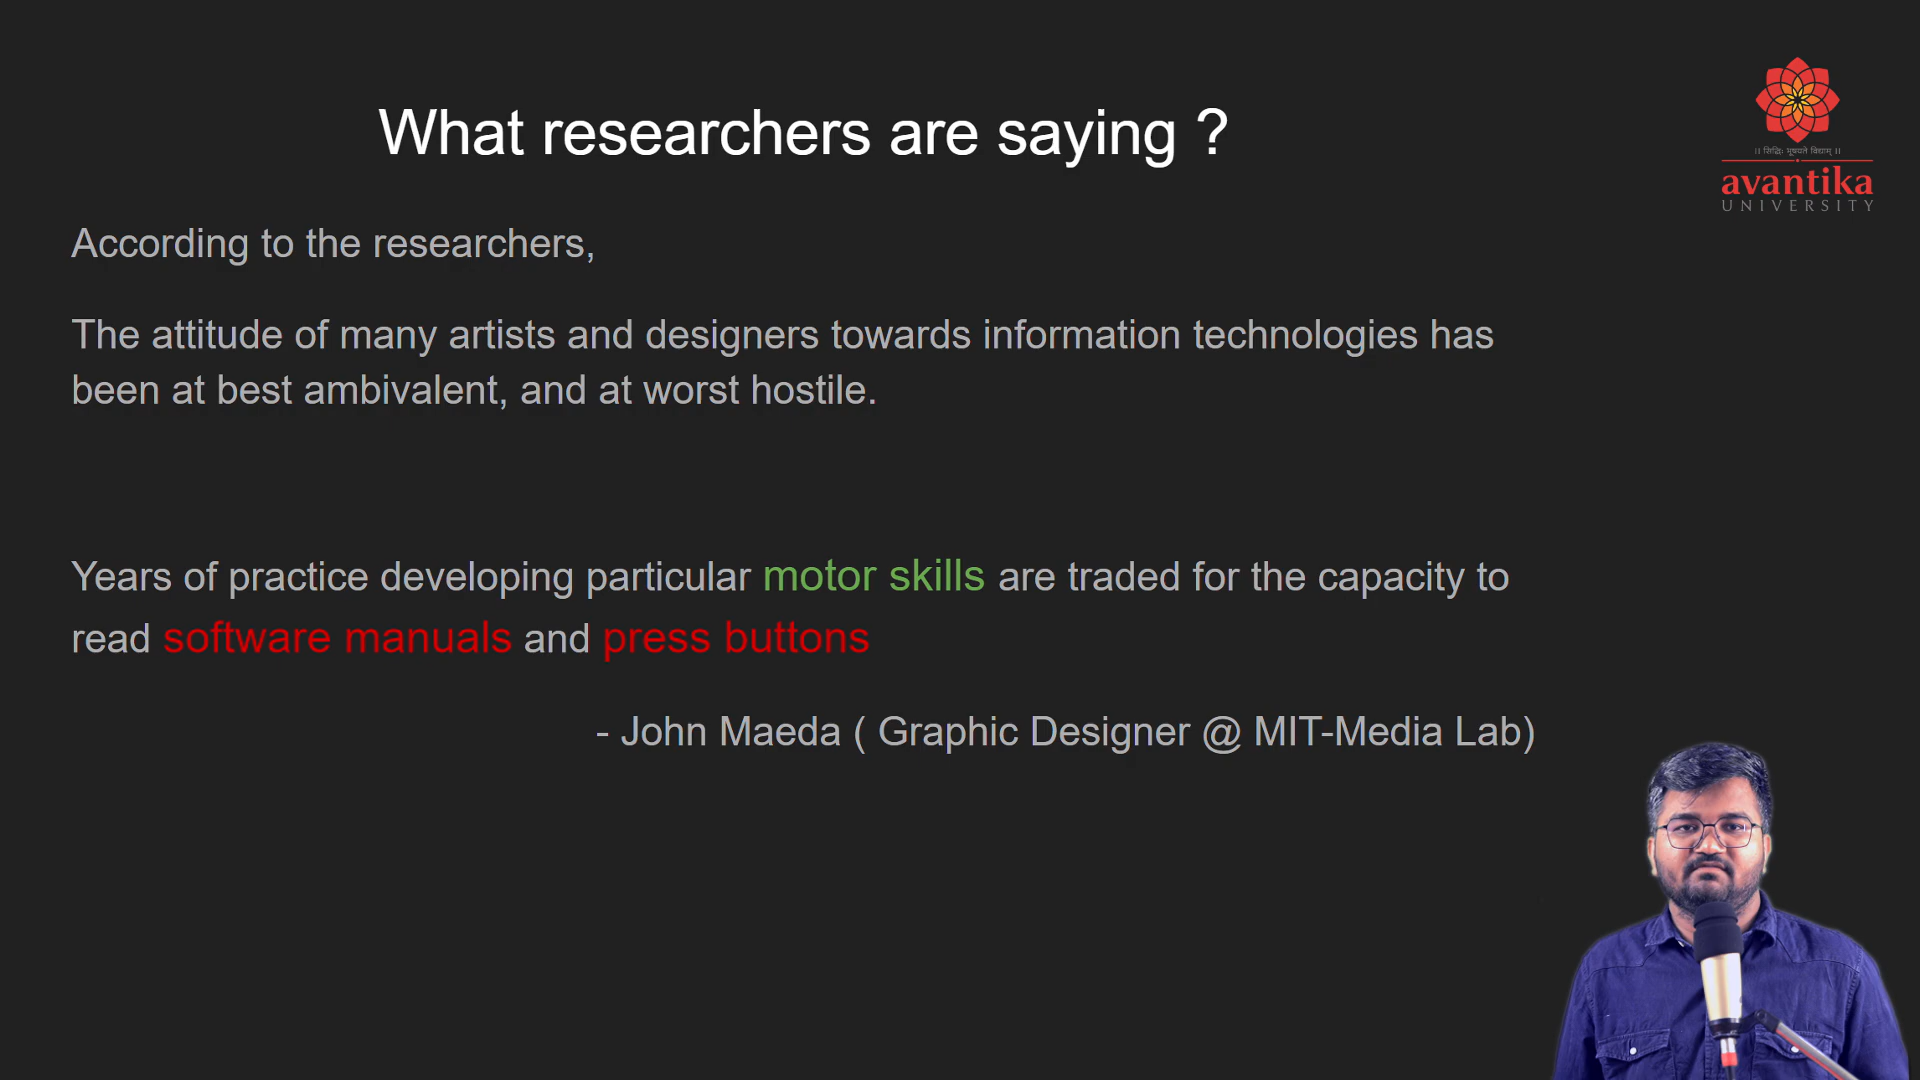 What researchers are saying ?
|| सिद्धिः भूषयते विद्याम् ||
avantika
UNIVERSITY
According to the researchers,
The attitude of many artists and designers towards information technologies has
been at best ambivalent, and at worst hostile.
Years of practice developing particular motor skills are traded for the capacity to
read software manuals and press buttons
- John Maeda ( Graphic Designer @ MIT-Media Lab)